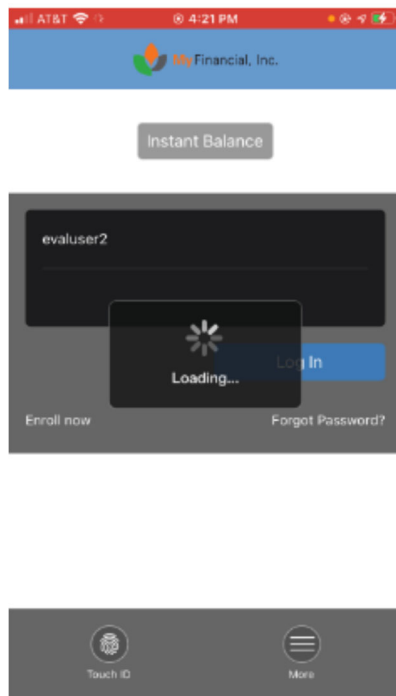 AT&T 4:21 PM
MyFinancial, Inc.
Instant Balance
evaluser2
Loading...
Log In
Enroll now
Forgot Password?
Touch ID
More